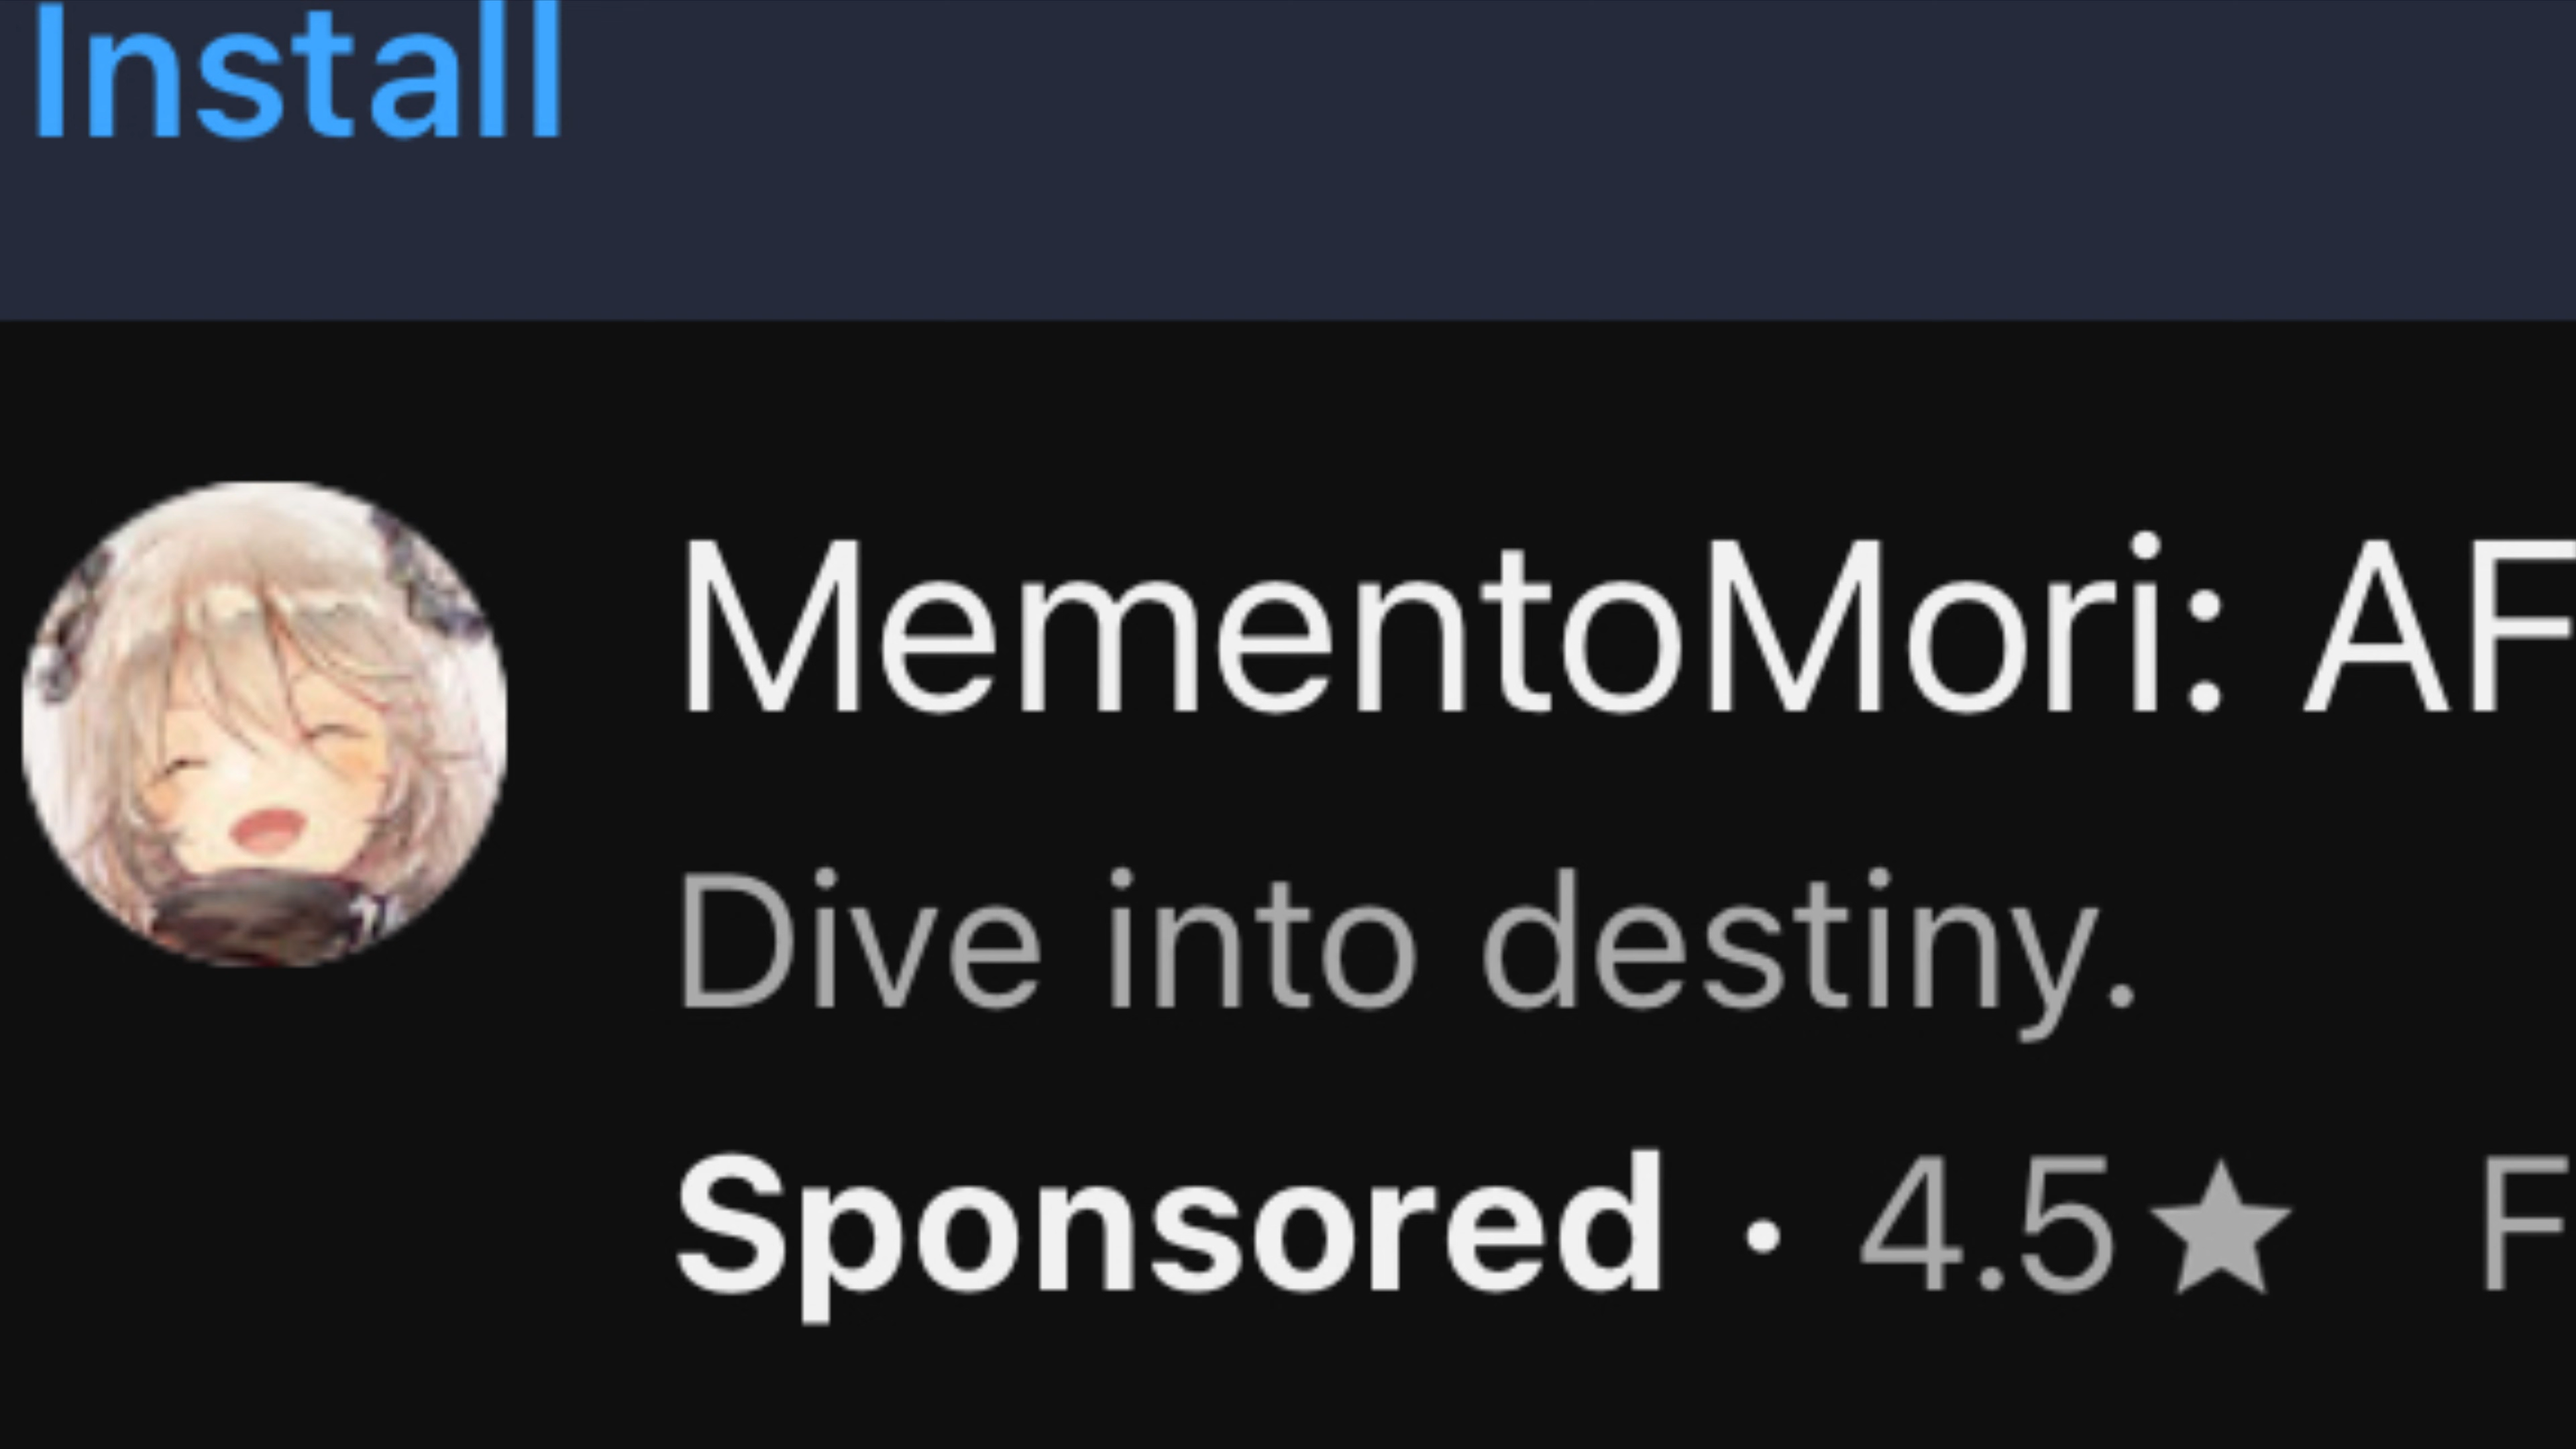 Install
MementoMori: AF
Dive into destiny.
Sponsored · 4.5★ F